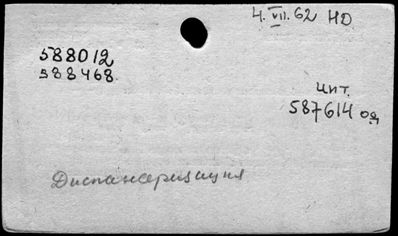 4.VII.62 НО
588012
588468.
цит.
587614 од
Диспансеризация